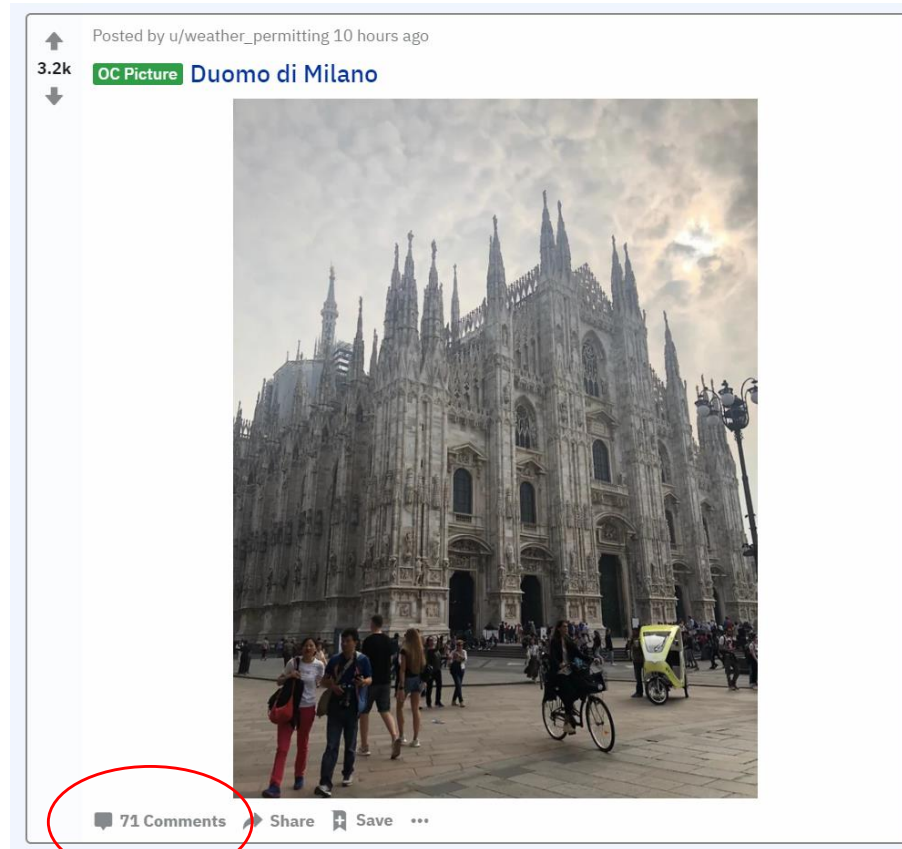 Posted by u/weather_permitting 10 hours ago
3.2k
OC Picture Duomo di Milano
71 Comments Share Save ...